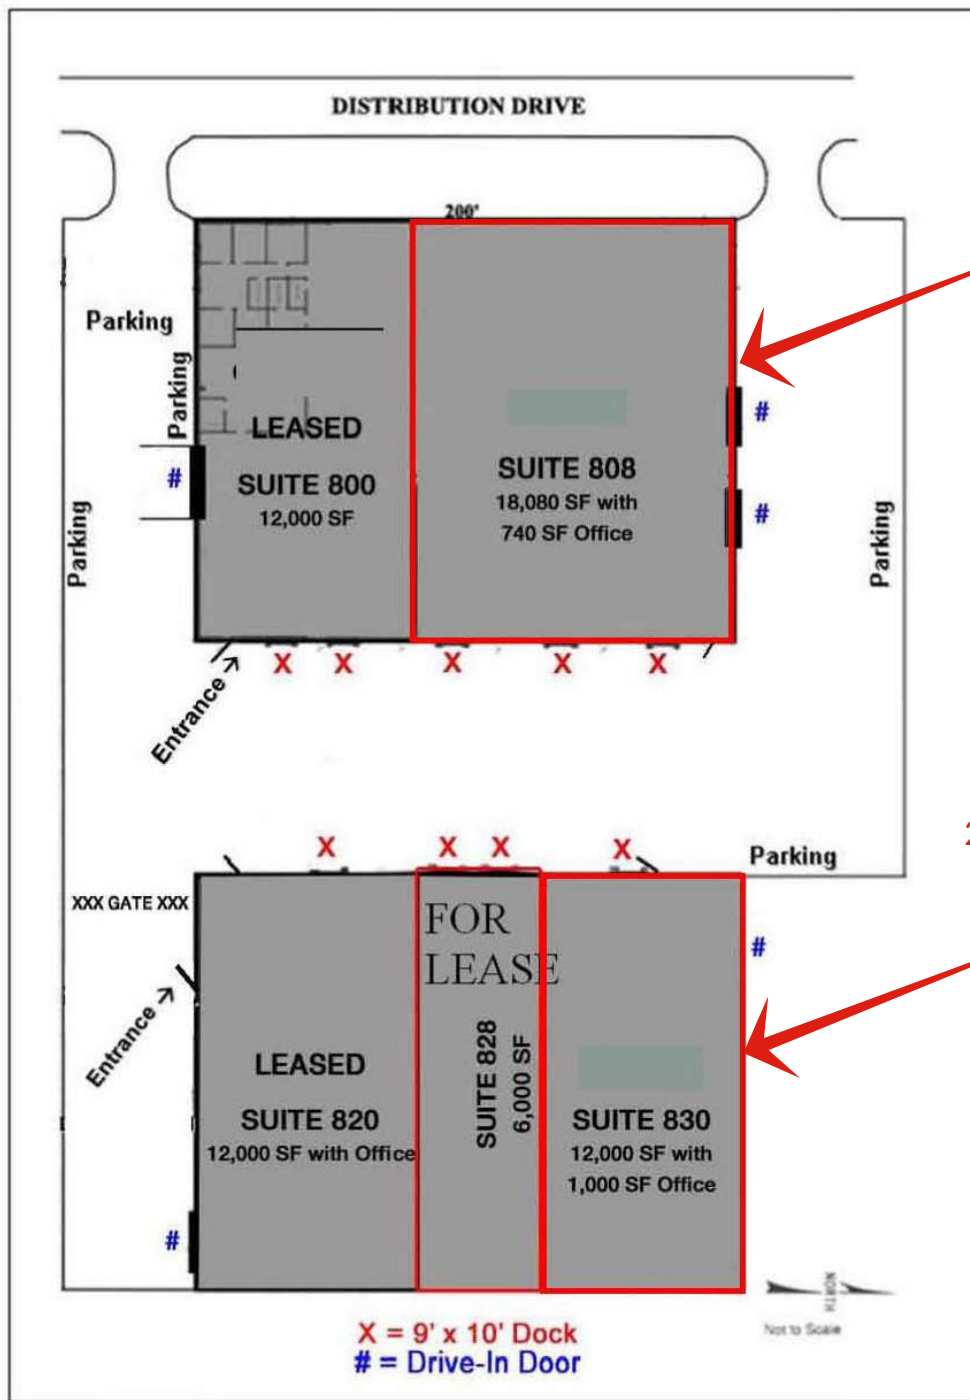 DISTRIBUTION DRIVE
200'
Parking
Parking
#
LEASED
SUITE 800
12,000 SF
SUITE 808
18,080 SF with
740 SF Office
#
#
Parking
Parking
X
X
X
X
X
Entrance
X
X
X
X
2
Parking
XXX GATE XXX
FOR
LEASE
#
Entrance
LEASED
SUITE 820
12,000 SF with Office
SUITE 828
6,000 SF
SUITE 830
12,000 SF with
1,000 SF Office
#
NORTH
Not to Scale
X = 9' x 10' Dock
# = Drive-In Door